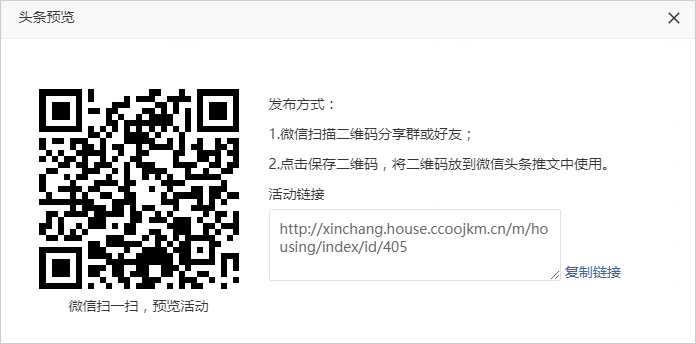 头条预览
发布方式：
1.微信扫描二维码分享群或好友；
2.点击保存二维码，将二维码放到微信头条推文中使用。
活动链接
http://xinchang.house.ccoojkm.cn/m/ho
using/index/id/405
复制链接
微信扫一扫，预览活动